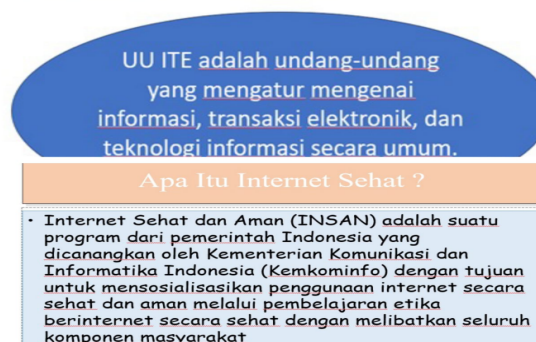 UU ITE adalah undang-undang
yang mengatur mengenai
informasi, transaksi elektronik, dan
teknologi informasi secara umum.
Apa Itu Internet Sehat ?
• Internet Sehat dan Aman (INSAN) adalah suatu
program dari pemerintah Indonesia yang
dicanangkan oleh Kementerian Komunikasi dan
Informatika Indonesia (Kemkominfo) dengan tujuan
untuk mensosialisasikan penggunaan internet secara
sehat dan aman melalui pembelajaran etika
berinternet secara sehat dengan melibatkan seluruh
komponen masyarakat